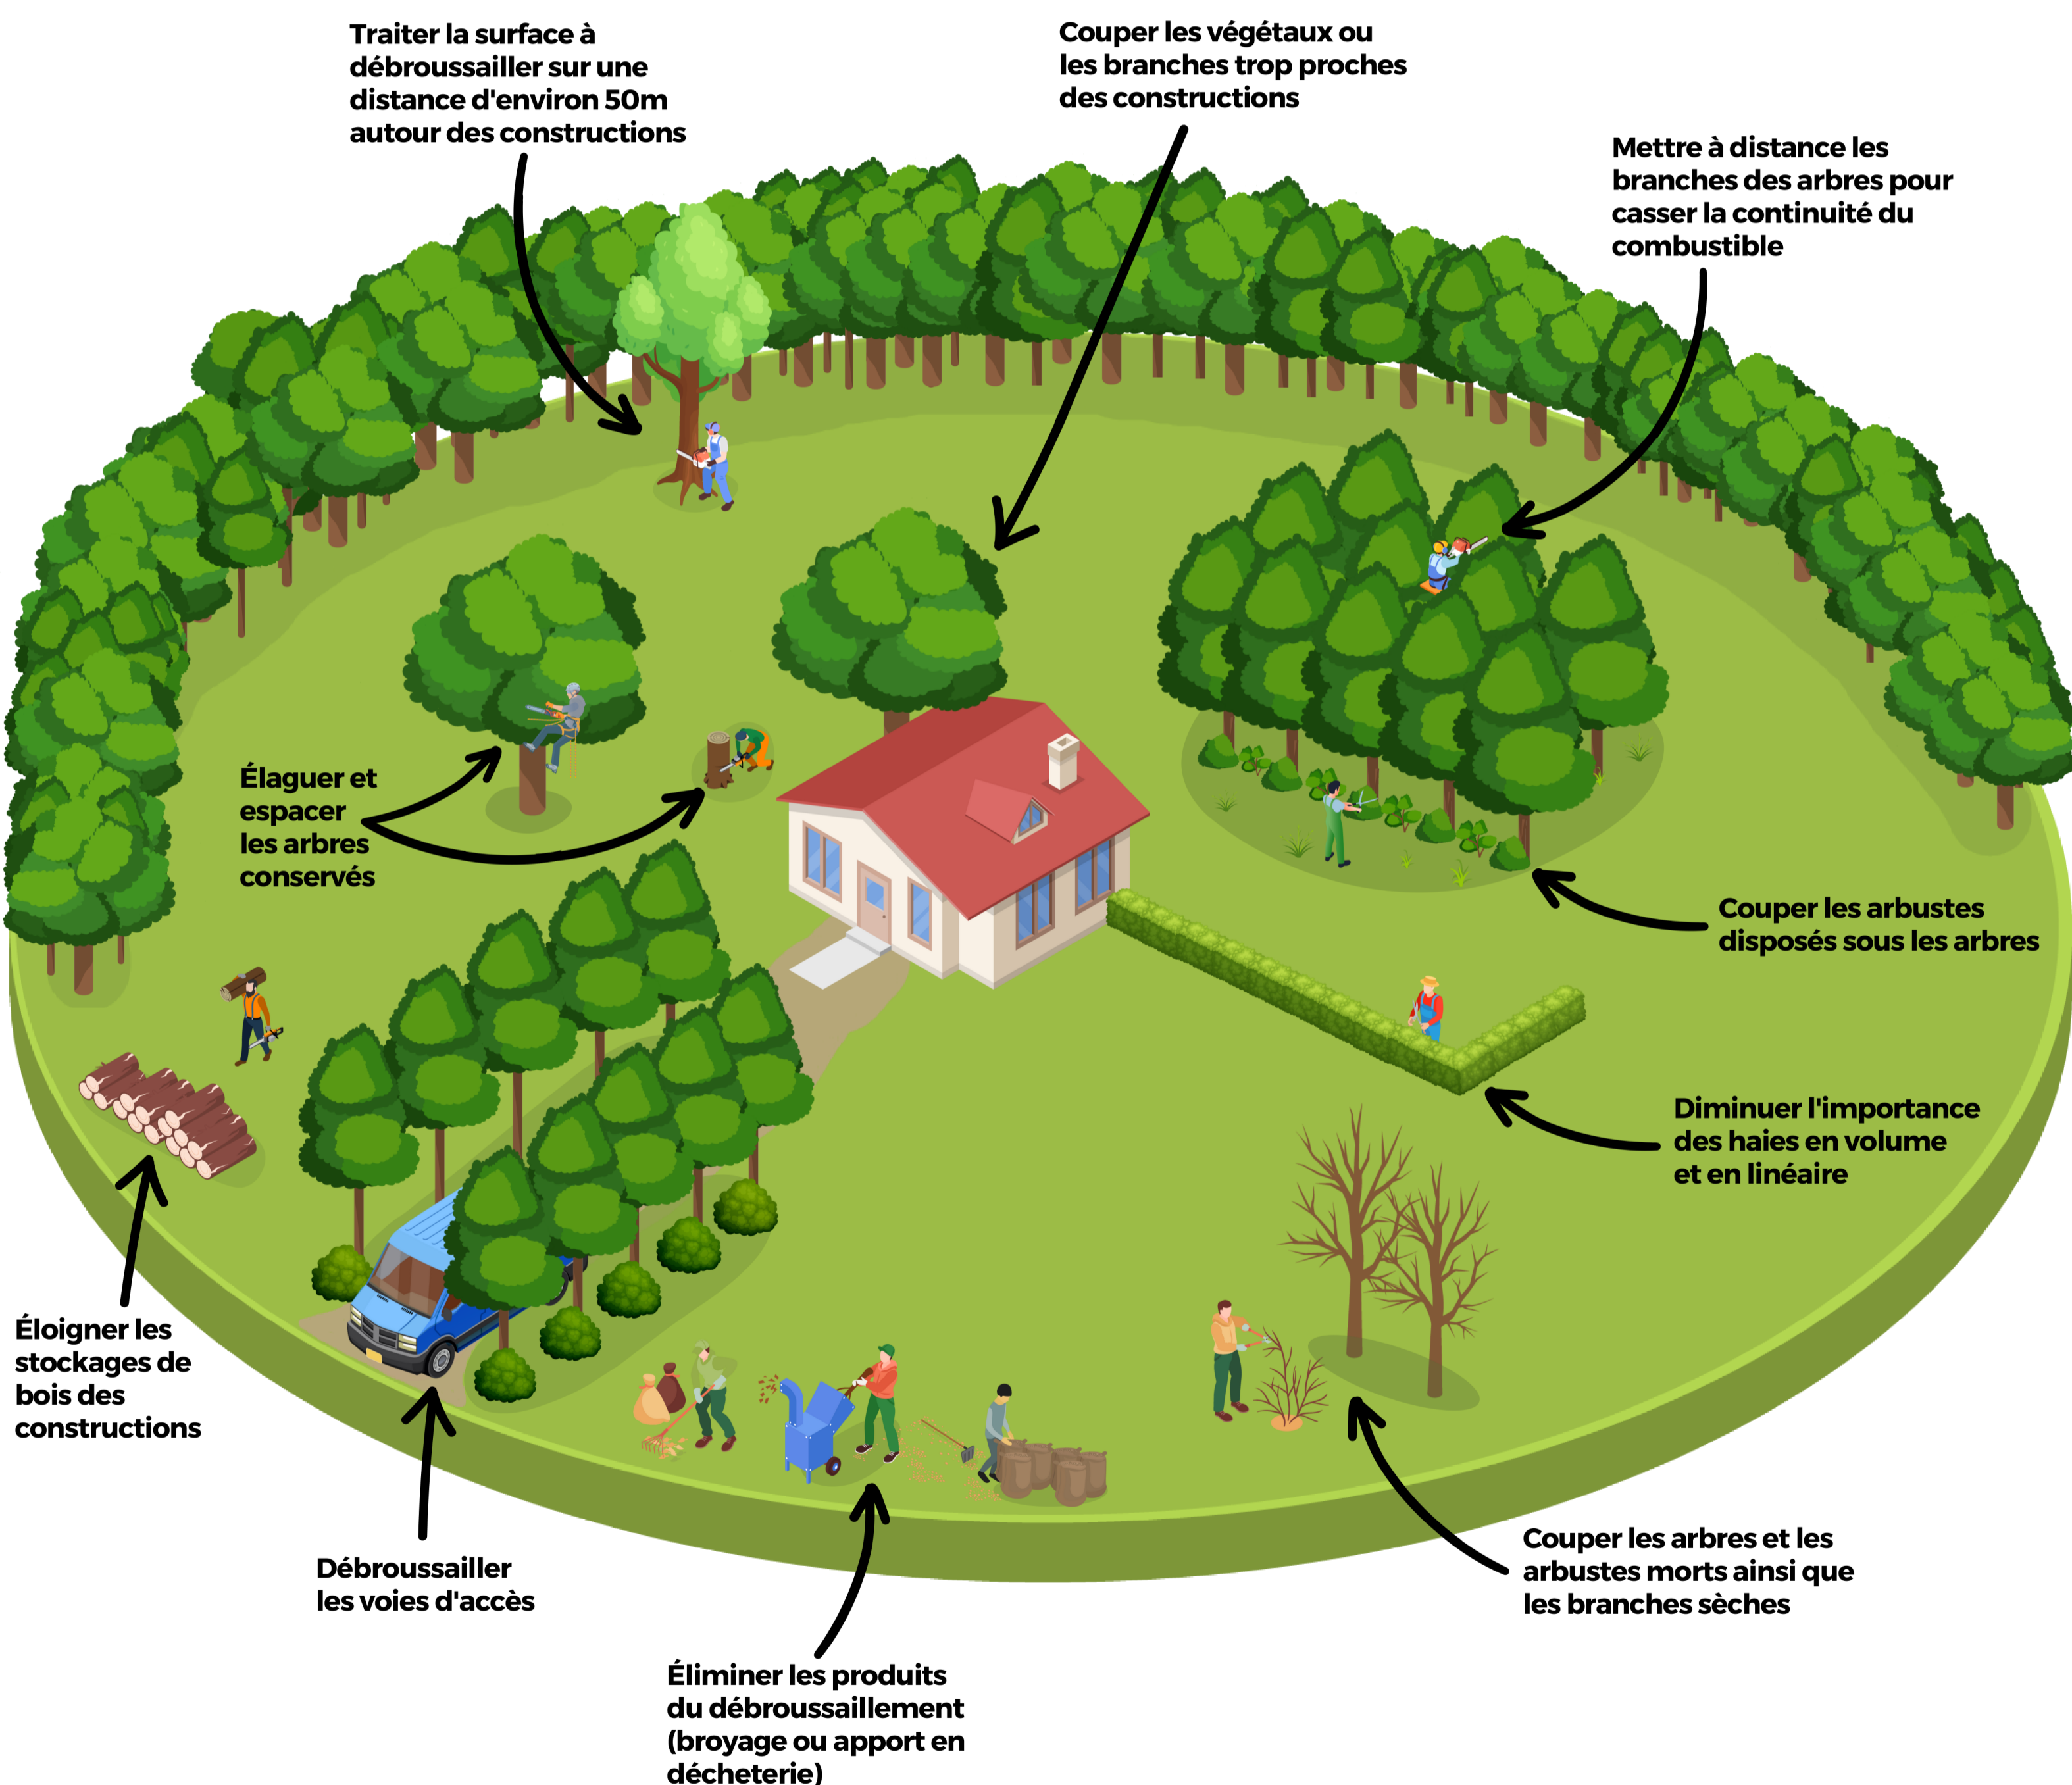 Traiter la surface à
débroussailler sur une
distance d'environ 50m
autour des constructions
Couper les végétaux ou
les branches trop proches
des constructions
Mettre à distance les
branches des arbres pour
casser la continuité du
combustible
Élaguer et
espacer
les arbres
conservés
Couper les arbustes
disposés sous les arbres
Diminuer l'importance
des haies en volume
et en linéaire
Éloigner les
stockages de
bois des
constructions
Débroussailler
les voies d'accès
Couper les arbres et les
arbustes morts ainsi que
les branches sèches
Éliminer les produits
du débroussaillement
(broyage ou apport en
décheterie)